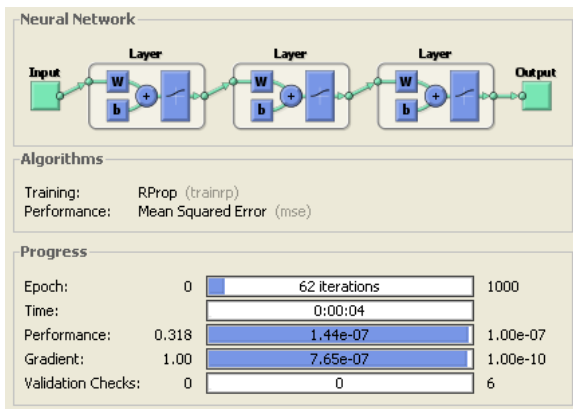 Neural Network
Layer Layer Layer
Input Output
W W W
+ + +
b b b
Algorithms
Training: RProp (trainrp)
Performance: Mean Squared Error (mse)
Progress
Epoch: 0 62 iterations 1000
Time: 0:00:04
Performance: 0.318 1.44e-07 1.00e-07
Gradient: 1.00 7.65e-07 1.00e-10
Validation Checks: 0 0 6